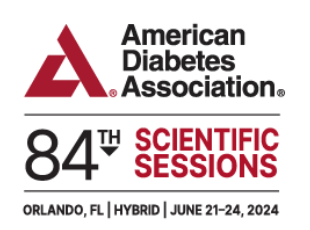 American
Diabetes
Association®
84TH SCIENTIFIC
SESSIONS
ORLANDO, FL | HYBRID | JUNE 21–24, 2024